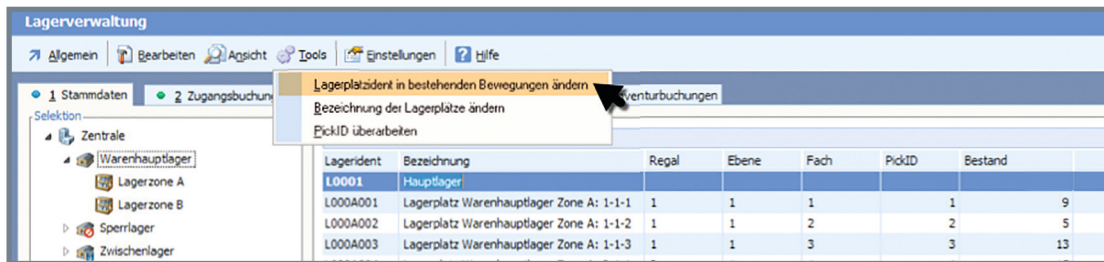 Lagerverwaltung
Allgemein Bearbeiten Ansicht Tools Einstellungen Hilfe
Lagerplatzident in bestehenden Bewegungen ändern
1 Stammdaten 2 Zugangsbuchun enturbuchungen
Bezeichnung der Lagerplätze ändern
Selektion
PickID überarbeiten
Zentrale
Warenhauptlager
Lagerident Bezeichnung Regal Ebene Fach PickID Bestand
Lagerzone A
L0001 Hauptlager
L000A001 Lagerplatz Warenhauptlager Zone A: 1-1-1 1 1 1 1 9
Lagerzone B
L000A002 Lagerplatz Warenhauptlager Zone A: 1-1-2 1 1 2 2 5
Sperrlager
L000A003 Lagerplatz Warenhauptlager Zone A: 1-1-3 1 1 3 3 13
Zwischenlager